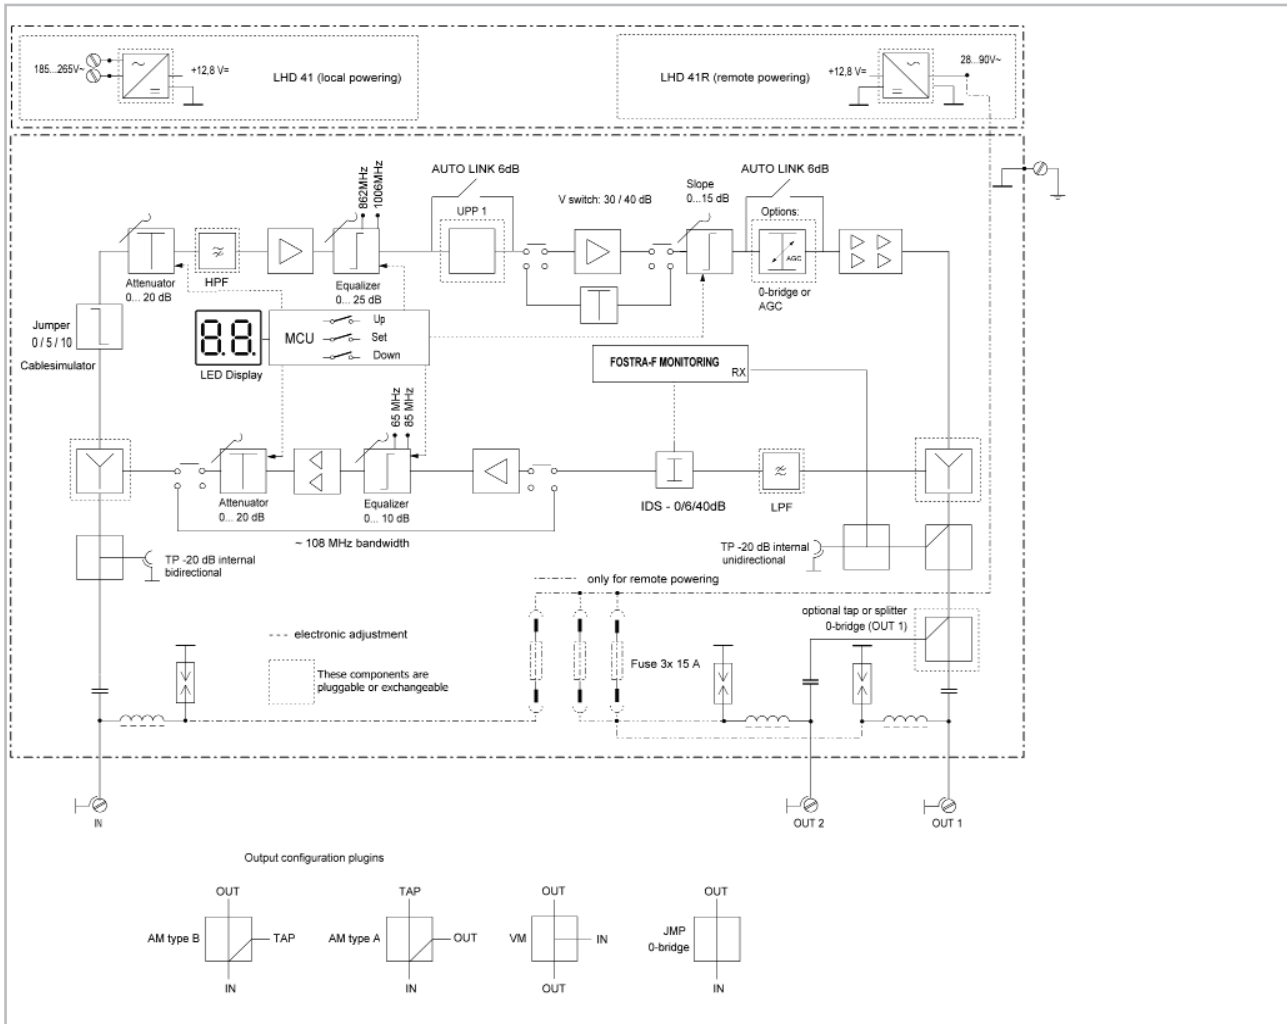 185...265V~
+12,8 V=
LHD 41 (local powering)
LHD 41R (remote powering)
+12,8 V=
28...90V~
AUTO LINK 6dB
UPP 1
862MHz
1006MHz
V switch: 30 / 40 dB
Slope
0...15 dB
AUTO LINK 6dB
Options:
AGC
0-bridge or
AGC
Attenuator
0... 20 dB
HPF
Equalizer
0... 25 dB
Jumper
0 / 5 / 10
Cablesimulator
8.8.
LED Display
MCU
Up
Set
Down
FOSTRA-F MONITORING
RX
65 MHz
85 MHz
Attenuator
0... 20 dB
Equalizer
0... 10 dB
IDS - 0/6/40dB
LPF
~ 108 MHz bandwidth
TP -20 dB internal
bidirectional
TP -20 dB internal
unidirectional
only for remote powering
optional tap or splitter
0-bridge (OUT 1)
electronic adjustment
These components are
pluggable or exchangeable
Fuse 3x 15 A
IN
OUT 2
OUT 1
Output configuration plugins
OUT
AM type B
TAP
IN
TAP
AM type A
OUT
IN
OUT
VM
IN
OUT
OUT
JMP
0-bridge
IN